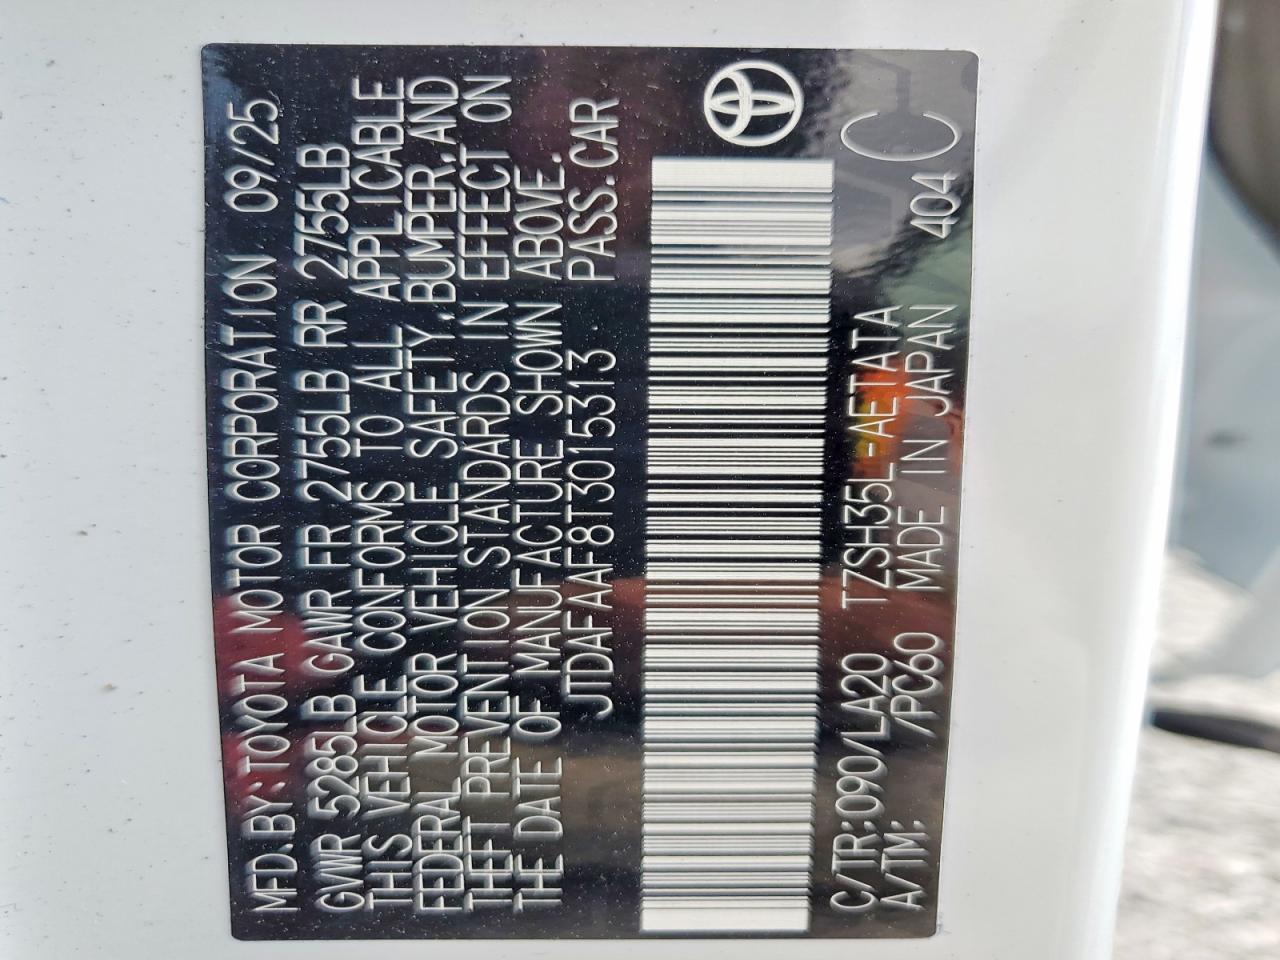 MFD.BY:TOYOTA MOTOR CORPORATION 09/25
GVWR 5285LB GAWR FR 2755LB RR 2755LB
THIS VEHICLE CONFORMS TO ALL APPLICABLE
FEDERAL MOTOR VEHICLE SAFETY,BUMPER,AND
THEFT PREVENTION STANDARDS IN EFFECT ON
THE DATE OF MANUFACTURE SHOWN ABOVE.
JTDAFAAF8T3015313 PASS.CAR
C/TR:090/LA20 TZSH35L-AETATA
A/TM: /PC60 MADE IN JAPAN 404 C